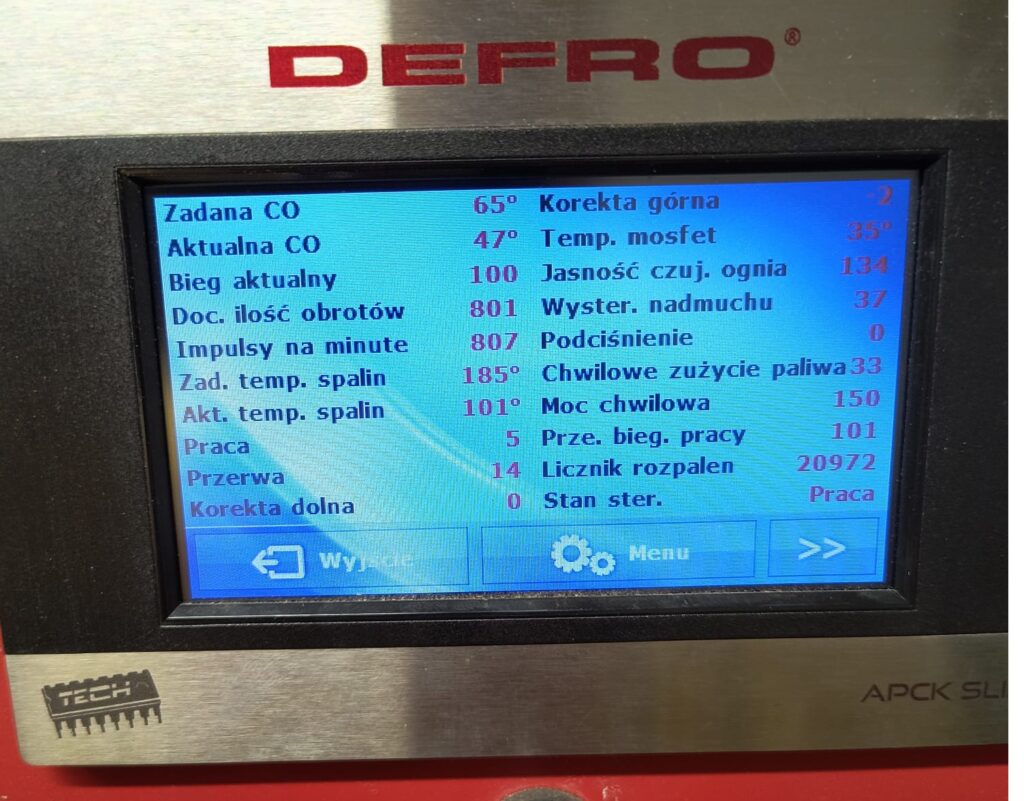 DEFRO®
Zadana CO 65° Korekta górna -2
Aktualna CO 47° Temp. mosfet 35°
Bieg aktualny 100 Jasność czuj. ognia 134
Doc. ilość obrotów 801 Wyster. nadmuchu 37
Impulsy na minute 807 Podciśnienie 0
Zad. temp. spalin 185° Chwilowe zużycie paliwa 33
Akt. temp. spalin 101° Moc chwilowa 150
Praca 5 Prze. bieg. pracy 101
Przerwa 14 Licznik rozpalen 20972
Korekta dolna 0 Stan ster. Praca
Wyjście Menu >>
TECH
APCK SLI